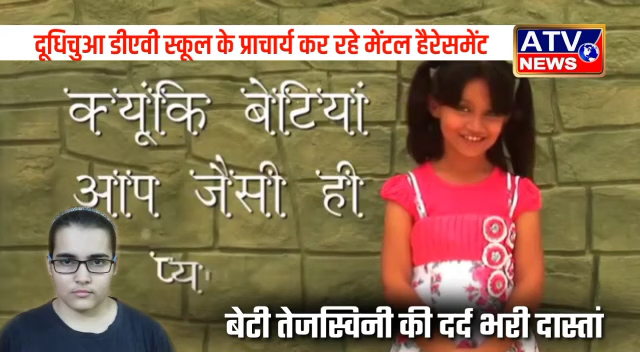 दूधिचुआ डीएवी स्कूल के प्राचार्य कर रहे मेंटल हैरेसमेंट
ATV
NEWS
क्यूंकि बेटियां
आप जैसी ही
प्य
बेटी तेजस्विनी की दर्द भरी दास्तां